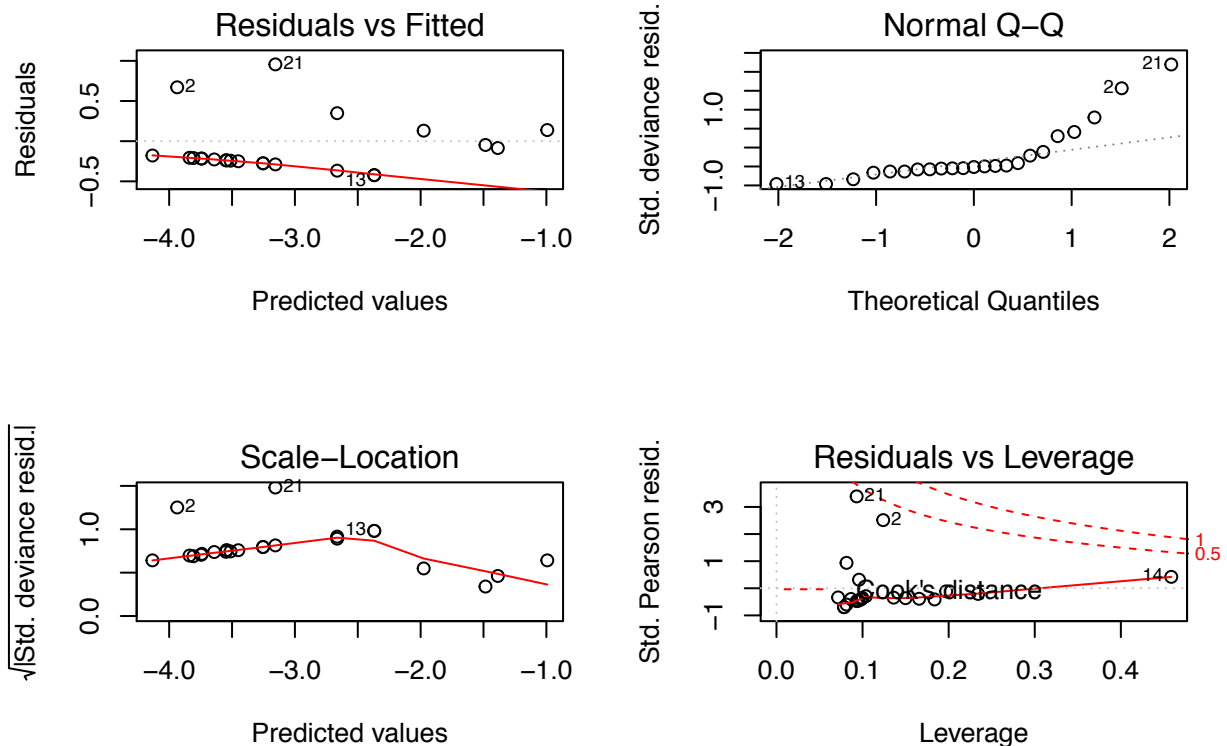 Residuals vs Fitted
Residuals
0.5
−0.5
2
21
13
−4.0 −3.0 −2.0 −1.0
Predicted values
Normal Q−Q
Std. deviance resid.
1.0
−1.0
21
2
13
−2 −1 0 1 2
Theoretical Quantiles
Scale−Location
√|Std. deviance resid.|
1.0
0.0
2
21
13
−4.0 −3.0 −2.0 −1.0
Predicted values
Residuals vs Leverage
Std. Pearson resid.
3
1
−1
21
2
14
1
0.5
Cook's distance
0.0 0.1 0.2 0.3 0.4
Leverage